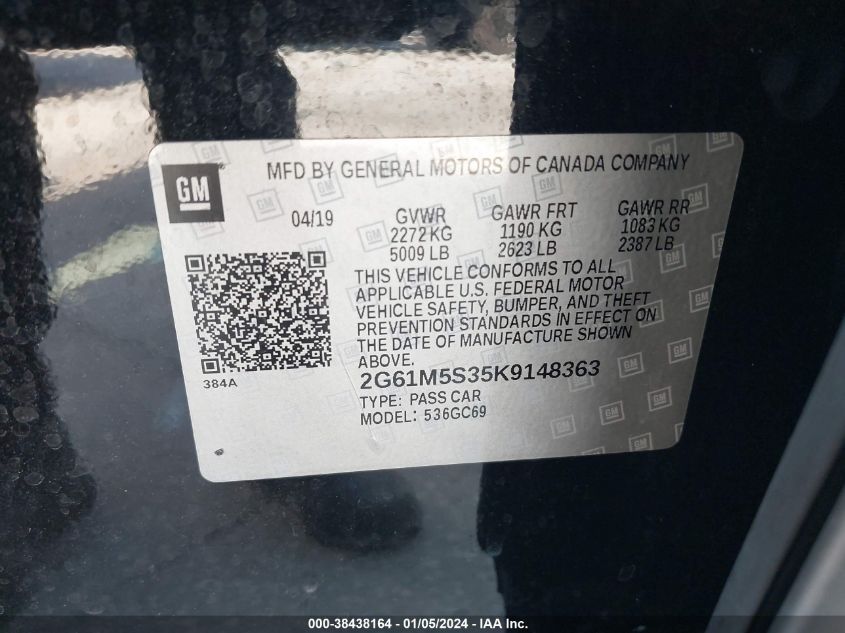 GM
MFD BY GENERAL MOTORS OF CANADA COMPANY
04/19 GVWR GAWR FRT GAWR RR
2272 KG 1190 KG 1083 KG
5009 LB 2623 LB 2387 LB
THIS VEHICLE CONFORMS TO ALL
APPLICABLE U.S. FEDERAL MOTOR
VEHICLE SAFETY, BUMPER, AND THEFT
PREVENTION STANDARDS IN EFFECT ON
THE DATE OF MANUFACTURE SHOWN
ABOVE.
384A
2G61M5S35K9148363
TYPE: PASS CAR
MODEL: 536GC69
000-38438164 - 01/05/2024 - IAA Inc.